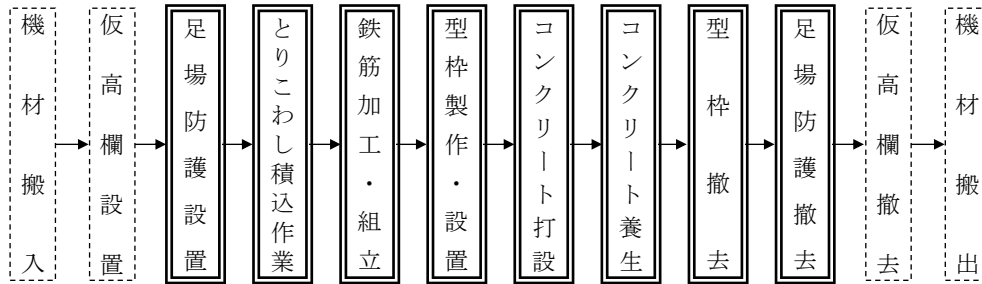 機材搬入
仮高欄設置
足場防護設置
とりこわし積込作業
鉄筋加工・組立
型枠製作・設置
コンクリート打設
コンクリート養生
型枠撤去
足場防護撤去
仮高欄撤去
機材搬出